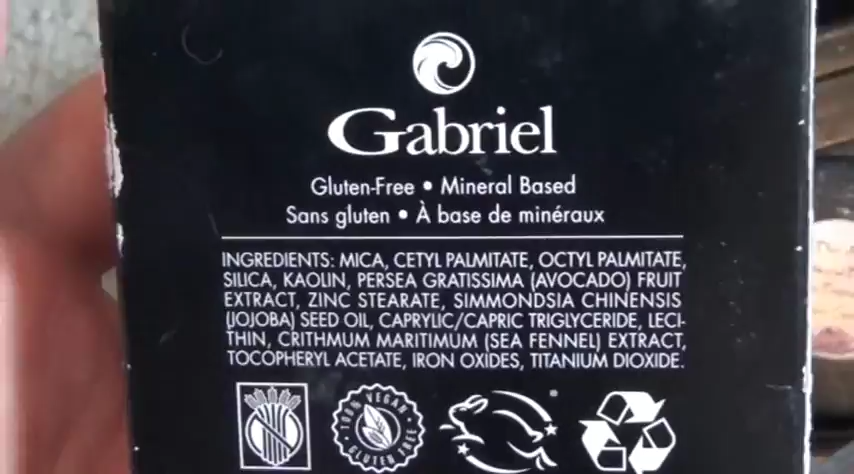 Gabriel
Gluten-Free • Mineral Based
Sans gluten • À base de minéraux
INGREDIENTS: MICA, CETYL PALMITATE, OCTYL PALMITATE,
SILICA, KAOLIN, PERSEA GRATISSIMA (AVOCADO) FRUIT
EXTRACT, ZINC STEARATE, SIMMONDSIA CHINENSIS
(JOJOBA) SEED OIL, CAPRYLIC/CAPRIC TRIGLYCERIDE, LECI-
THIN, CRITHMUM MARITIMUM (SEA FENNEL) EXTRACT,
TOCOPHERYL ACETATE, IRON OXIDES, TITANIUM DIOXIDE.
100% VEGAN
GLUTEN FREE